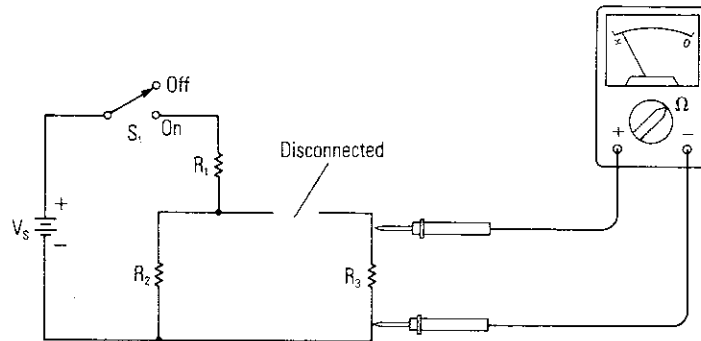 ∞ 0
Off
Ω
S₁ On
+ −
Disconnected
R₁
+
Vₛ
−
R₂ R₃